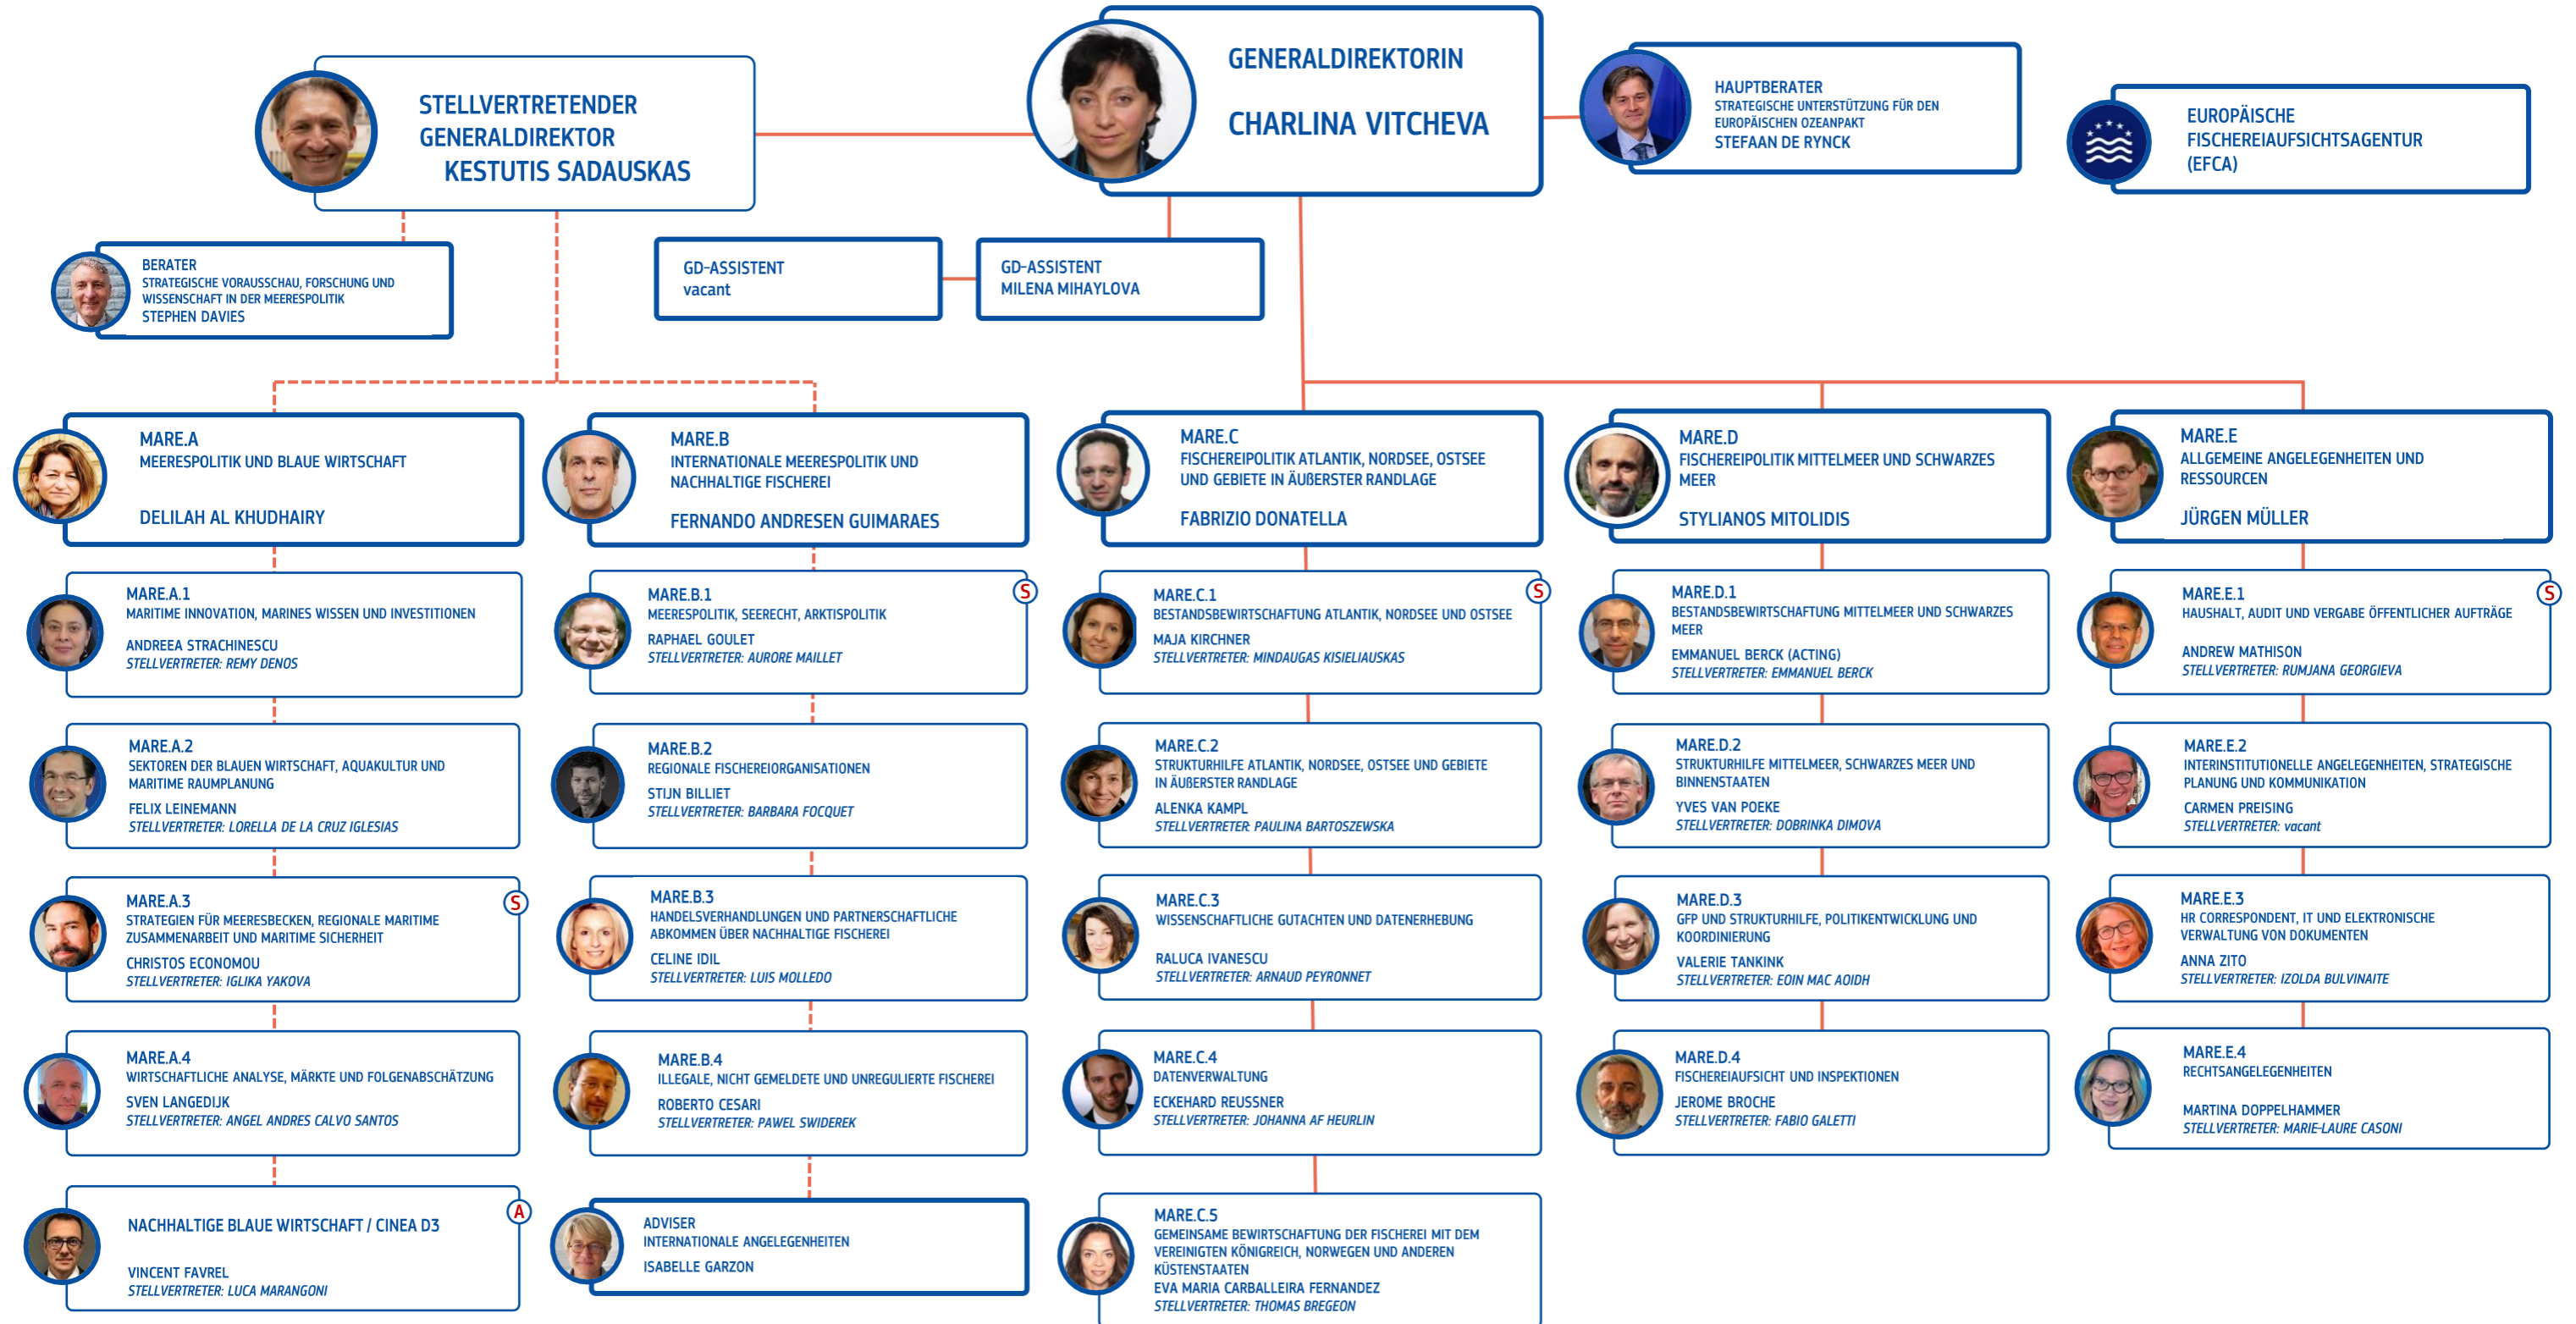 GENERALDIREKTORIN
CHARLINA VITCHEVA
STELLVERTRETENDER
GENERALDIREKTOR
KESTUTIS SADAUSKAS
HAUPTBERATER
STRATEGISCHE UNTERSTÜTZUNG FÜR DEN
EUROPÄISCHEN OZEANPAKT
STEFAAN DE RYNCK
EUROPÄISCHE
FISCHEREIAUFSICHTSAGENTUR
(EFCA)
BERATER
STRATEGISCHE VORAUSSCHAU, FORSCHUNG UND
WISSENSCHAFT IN DER MEERESPOLITIK
STEPHEN DAVIES
GD-ASSISTENT
vacant
GD-ASSISTENT
MILENA MIHAYLOVA
MARE.A
MEERESPOLITIK UND BLAUE WIRTSCHAFT
DELILAH AL KHUDHAIRY
MARE.B
INTERNATIONALE MEERESPOLITIK UND
NACHHALTIGE FISCHEREI
FERNANDO ANDRESEN GUIMARAES
MARE.C
FISCHEREIPOLITIK ATLANTIK, NORDSEE, OSTSEE
UND GEBIETE IN ÄUßERSTER RANDLAGE
FABRIZIO DONATELLA
MARE.D
FISCHEREIPOLITIK MITTELMEER UND SCHWARZES
MEER
STYLIANOS MITOLIDIS
MARE.E
ALLGEMEINE ANGELEGENHEITEN UND
RESSOURCEN
JÜRGEN MÜLLER
MARE.A.1
MARITIME INNOVATION, MARINES WISSEN UND INVESTITIONEN
ANDREEA STRACHINESCU
STELLVERTRETER: REMY DENOS
MARE.B.1
MEERESPOLITIK, SEERECHT, ARKTISPOLITIK
RAPHAEL GOULET
STELLVERTRETER: AURORE MAILLET
S
MARE.C.1
BESTANDSBEWIRTSCHAFTUNG ATLANTIK, NORDSEE UND OSTSEE
MAJA KIRCHNER
STELLVERTRETER: MINDAUGAS KISIELIAUSKAS
S
MARE.D.1
BESTANDSBEWIRTSCHAFTUNG MITTELMEER UND SCHWARZES
MEER
EMMANUEL BERCK (ACTING)
STELLVERTRETER: EMMANUEL BERCK
MARE.E.1
HAUSHALT, AUDIT UND VERGABE ÖFFENTLICHER AUFTRÄGE
ANDREW MATHISON
STELLVERTRETER: RUMJANA GEORGIEVA
S
MARE.A.2
SEKTOREN DER BLAUEN WIRTSCHAFT, AQUAKULTUR UND
MARITIME RAUMPLANUNG
FELIX LEINEMANN
STELLVERTRETER: LORELLA DE LA CRUZ IGLESIAS
MARE.B.2
REGIONALE FISCHEREIORGANISATIONEN
STIJN BILLIET
STELLVERTRETER: BARBARA FOCQUET
MARE.C.2
STRUKTURHILFE ATLANTIK, NORDSEE, OSTSEE UND GEBIETE
IN ÄUßERSTER RANDLAGE
ALENKA KAMPL
STELLVERTRETER: PAULINA BARTOSZEWSKA
MARE.D.2
STRUKTURHILFE MITTELMEER, SCHWARZES MEER UND
BINNENSTAATEN
YVES VAN POEKE
STELLVERTRETER: DOBRINKA DIMOVA
MARE.E.2
INTERINSTITUTIONELLE ANGELEGENHEITEN, STRATEGISCHE
PLANUNG UND KOMMUNIKATION
CARMEN PREISING
STELLVERTRETER: vacant
MARE.A.3
STRATEGIEN FÜR MEERESBECKEN, REGIONALE MARITIME
ZUSAMMENARBEIT UND MARITIME SICHERHEIT
CHRISTOS ECONOMOU
STELLVERTRETER: IGLIKA YAKOVA
S
MARE.B.3
HANDELSVERHANDLUNGEN UND PARTNERSCHAFTLICHE
ABKOMMEN ÜBER NACHHALTIGE FISCHEREI
CELINE IDIL
STELLVERTRETER: LUIS MOLLEDO
MARE.C.3
WISSENSCHAFTLICHE GUTACHTEN UND DATENERHEBUNG
RALUCA IVANESCU
STELLVERTRETER: ARNAUD PEYRONNET
MARE.D.3
GFP UND STRUKTURHILFE, POLITIKENTWICKLUNG UND
KOORDINIERUNG
VALERIE TANKINK
STELLVERTRETER: EOIN MAC AOIDH
MARE.E.3
HR CORRESPONDENT, IT UND ELEKTRONISCHE
VERWALTUNG VON DOKUMENTEN
ANNA ZITO
STELLVERTRETER: IZOLDA BULVINAITE
MARE.A.4
WIRTSCHAFTLICHE ANALYSE, MÄRKTE UND FOLGENABSCHÄTZUNG
SVEN LANGEDIJK
STELLVERTRETER: ANGEL ANDRES CALVO SANTOS
MARE.B.4
ILLEGALE, NICHT GEMELDETE UND UNREGULIERTE FISCHEREI
ROBERTO CESARI
STELLVERTRETER: PAWEL SWIDEREK
MARE.C.4
DATENVERWALTUNG
ECKEHARD REUSSNER
STELLVERTRETER: JOHANNA AF HEURLIN
MARE.D.4
FISCHEREIAUFSICHT UND INSPEKTIONEN
JEROME BROCHE
STELLVERTRETER: FABIO GALETTI
MARE.E.4
RECHTSANGELEGENHEITEN
MARTINA DOPPELHAMMER
STELLVERTRETER: MARIE-LAURE CASONI
NACHHALTIGE BLAUE WIRTSCHAFT / CINEA D3
VINCENT FAVREL
STELLVERTRETER: LUCA MARANGONI
A
ADVISER
INTERNATIONALE ANGELEGENHEITEN
ISABELLE GARZON
MARE.C.5
GEMEINSAME BEWIRTSCHAFTUNG DER FISCHEREI MIT DEM
VEREINIGTEN KÖNIGREICH, NORWEGEN UND ANDEREN
KÜSTENSTAATEN
EVA MARIA CARBALLEIRA FERNANDEZ
STELLVERTRETER: THOMAS BREGEON